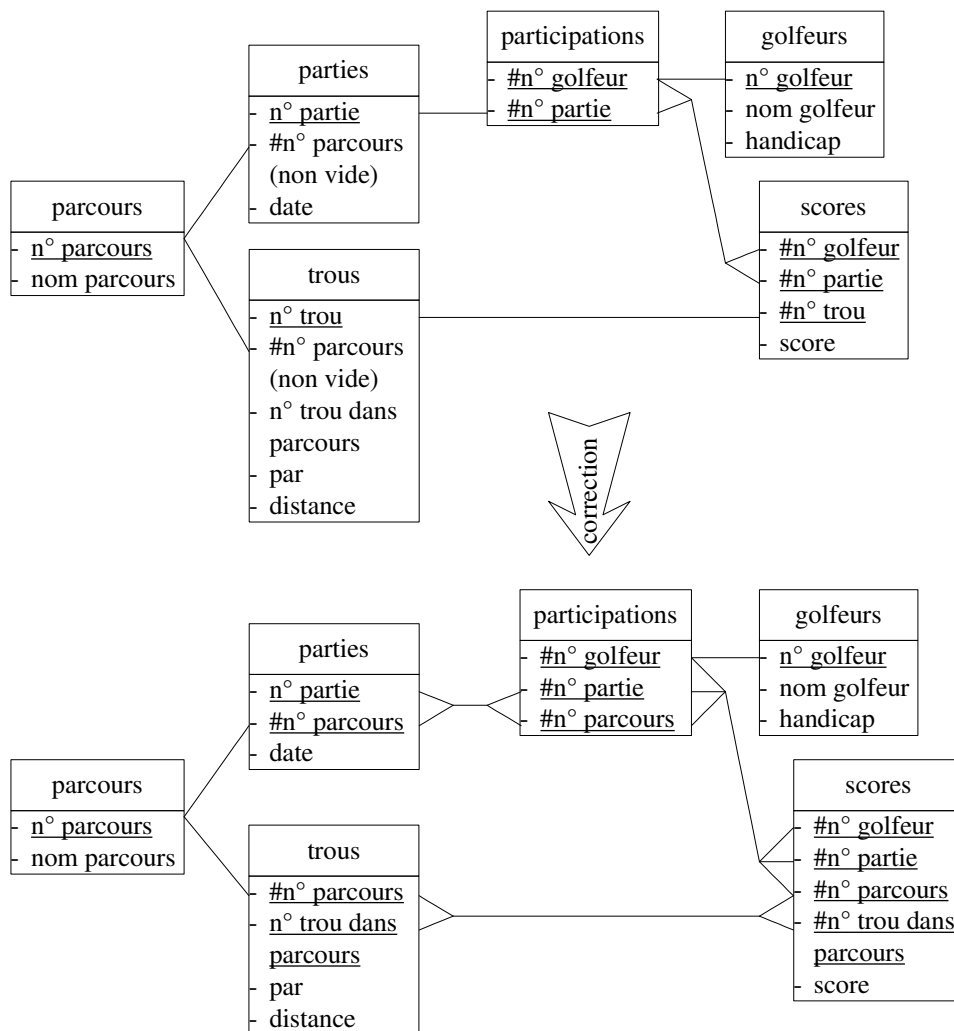 participations
#n° golfeur
#n° partie
golfeurs
n° golfeur
nom golfeur
handicap
parties
n° partie
#n° parcours
(non vide)
date
parcours
n° parcours
nom parcours
scores
#n° golfeur
#n° partie
#n° trou
score
trous
n° trou
#n° parcours
(non vide)
n° trou dans
parcours
par
distance
correction
participations
#n° golfeur
#n° partie
#n° parcours
golfeurs
n° golfeur
nom golfeur
handicap
parties
n° partie
#n° parcours
date
parcours
n° parcours
nom parcours
scores
#n° golfeur
#n° partie
#n° parcours
#n° trou dans
parcours
score
trous
#n° parcours
n° trou dans
parcours
par
distance